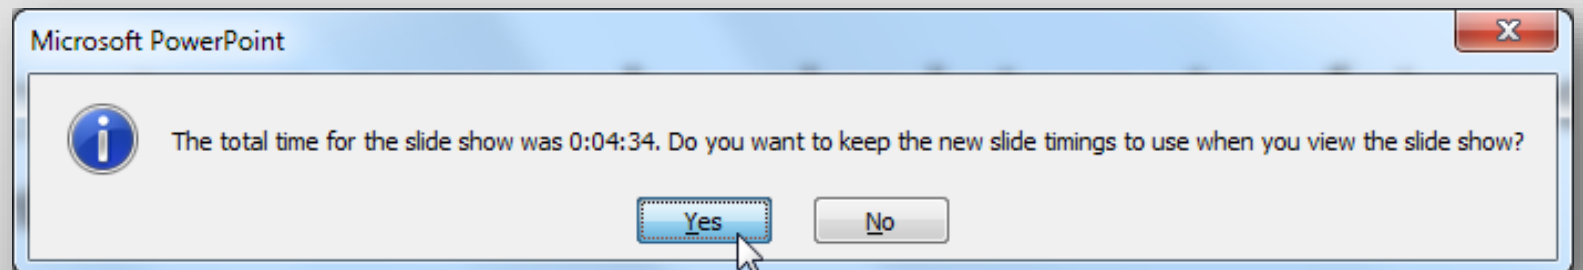 Microsoft PowerPoint
The total time for the slide show was 0:04:34. Do you want to keep the new slide timings to use when you view the slide show?
Yes
No